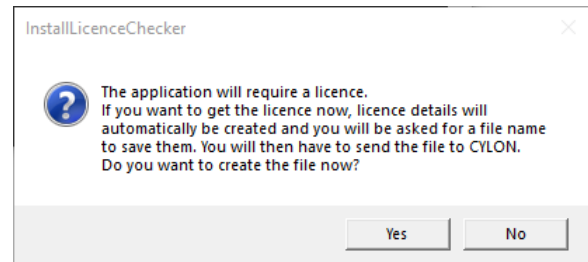 InstallLicenceChecker
The application will require a licence.
If you want to get the licence now, licence details will
automatically be created and you will be asked for a file name
to save them. You will then have to send the file to CYLON.
Do you want to create the file now?
Yes No